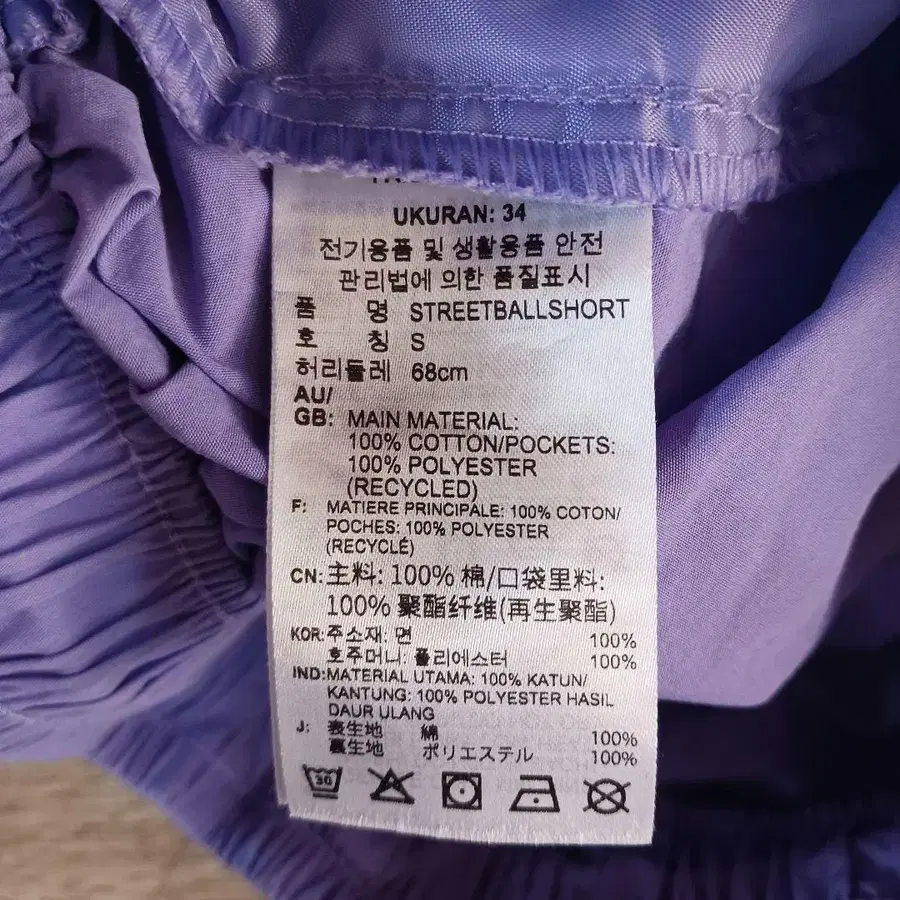 UKURAN: 34
전기용품 및 생활용품 안전
관리법에 의한 품질표시
품 명 STREETBALLSHORT
호 칭 S
허리둘레 68cm
AU/
GB: MAIN MATERIAL:
100% COTTON/POCKETS:
100% POLYESTER
(RECYCLED)
F: MATIERE PRINCIPALE: 100% COTON/
POCHES: 100% POLYESTER
(RECYCLÉ)
CN: 主料: 100% 棉/口袋里料:
100% 聚酯纤维(再生聚酯)
KOR: 주소재: 면 100%
호주머니: 폴리에스터 100%
IND: MATERIAL UTAMA: 100% KATUN/
KANTUNG: 100% POLYESTER HASIL
DAUR ULANG
J: 表生地 綿 100%
裏生地 ポリエステル 100%
30